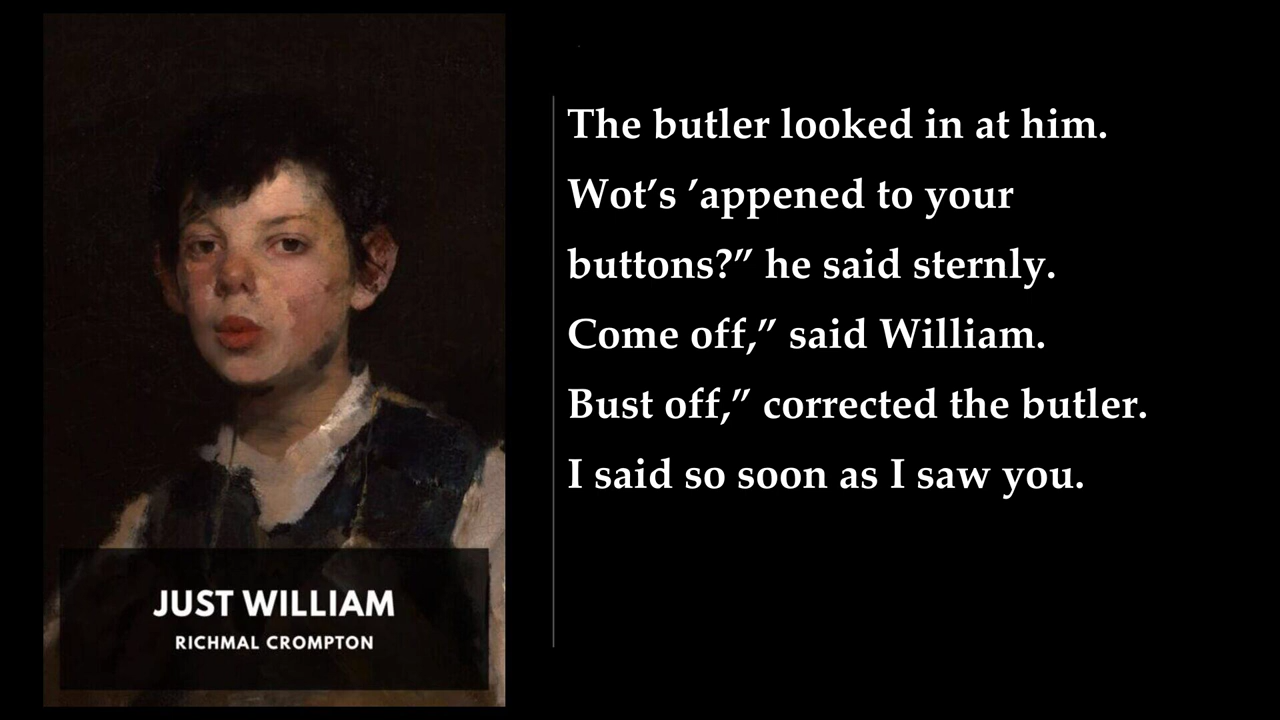 The butler looked in at him.
Wot’s ’appened to your
buttons?” he said sternly.
Come off,” said William.
Bust off,” corrected the butler.
I said so soon as I saw you.
JUST WILLIAM
RICHMAL CROMPTON